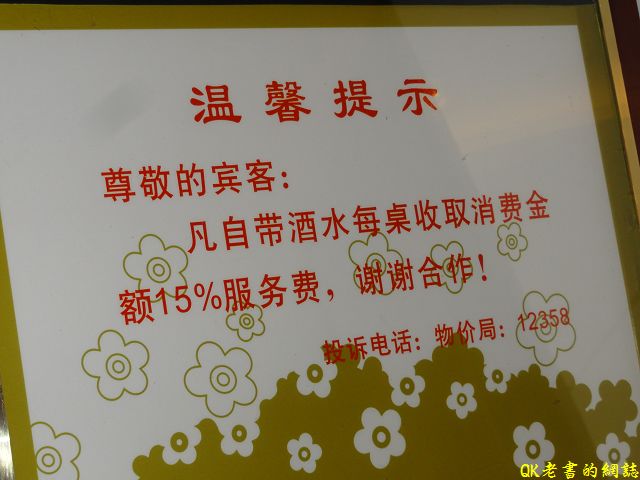 温馨提示
尊敬的宾客:
凡自带酒水每桌收取消费金
额15%服务费，谢谢合作!
投诉电话: 物价局: 12358
QK老書的網誌